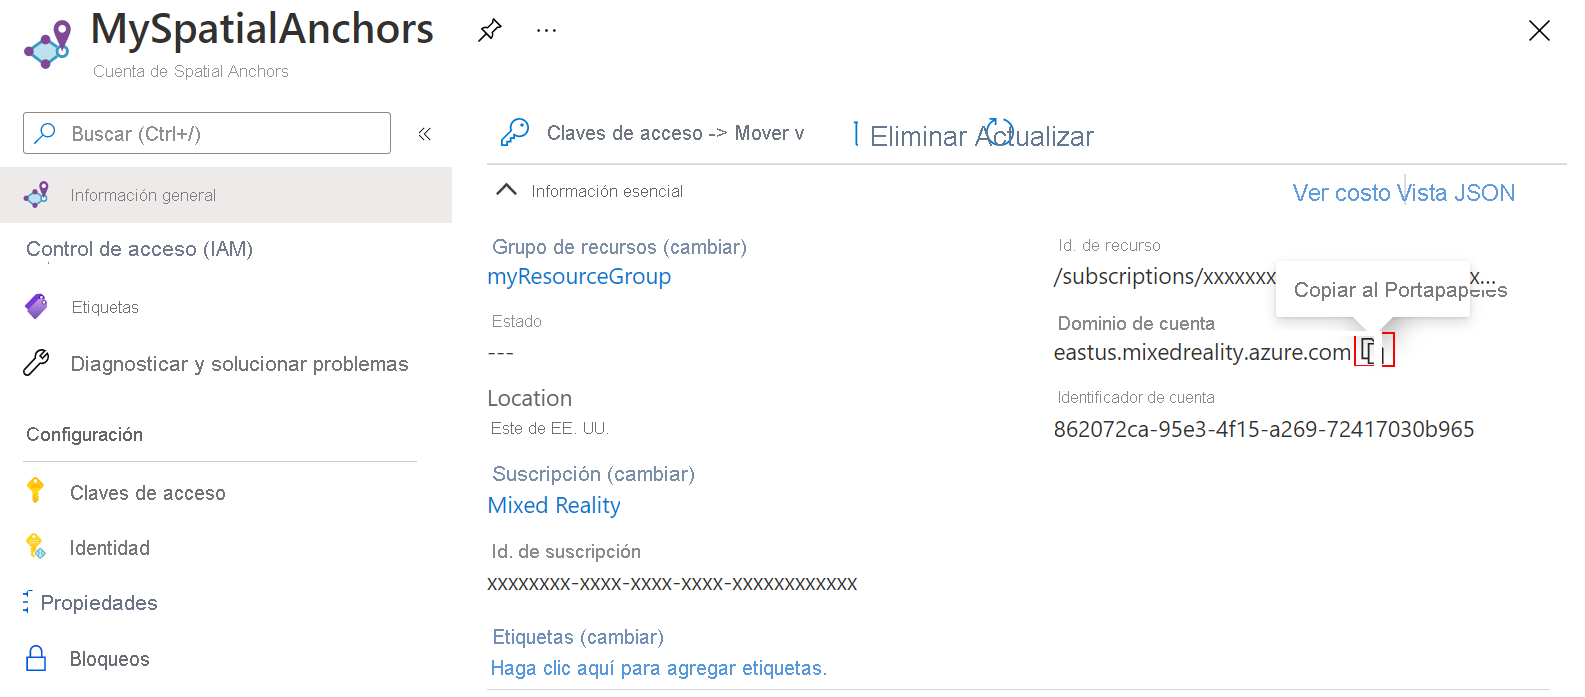 MySpatialAnchors
Cuenta de Spatial Anchors
Buscar (Ctrl+/)
Información general
Control de acceso (IAM)
Etiquetas
Diagnosticar y solucionar problemas
Configuración
Claves de acceso
Identidad
Propiedades
Bloqueos
Claves de acceso -> Mover v
Eliminar Actualizar
Información esencial
Ver costo Vista JSON
Grupo de recursos (cambiar)
myResourceGroup
Estado
---
Location
Este de EE. UU.
Suscripción (cambiar)
Mixed Reality
Id. de suscripción
xxxxxxxx-xxxx-xxxx-xxxx-xxxxxxxxxxxx
Etiquetas (cambiar)
Haga clic aquí para agregar etiquetas.
Id. de recurso
/subscriptions/xxxxxxx x...
Copiar al Portapapeles
Dominio de cuenta
eastus.mixedreality.azure.com
Identificador de cuenta
862072ca-95e3-4f15-a269-72417030b965